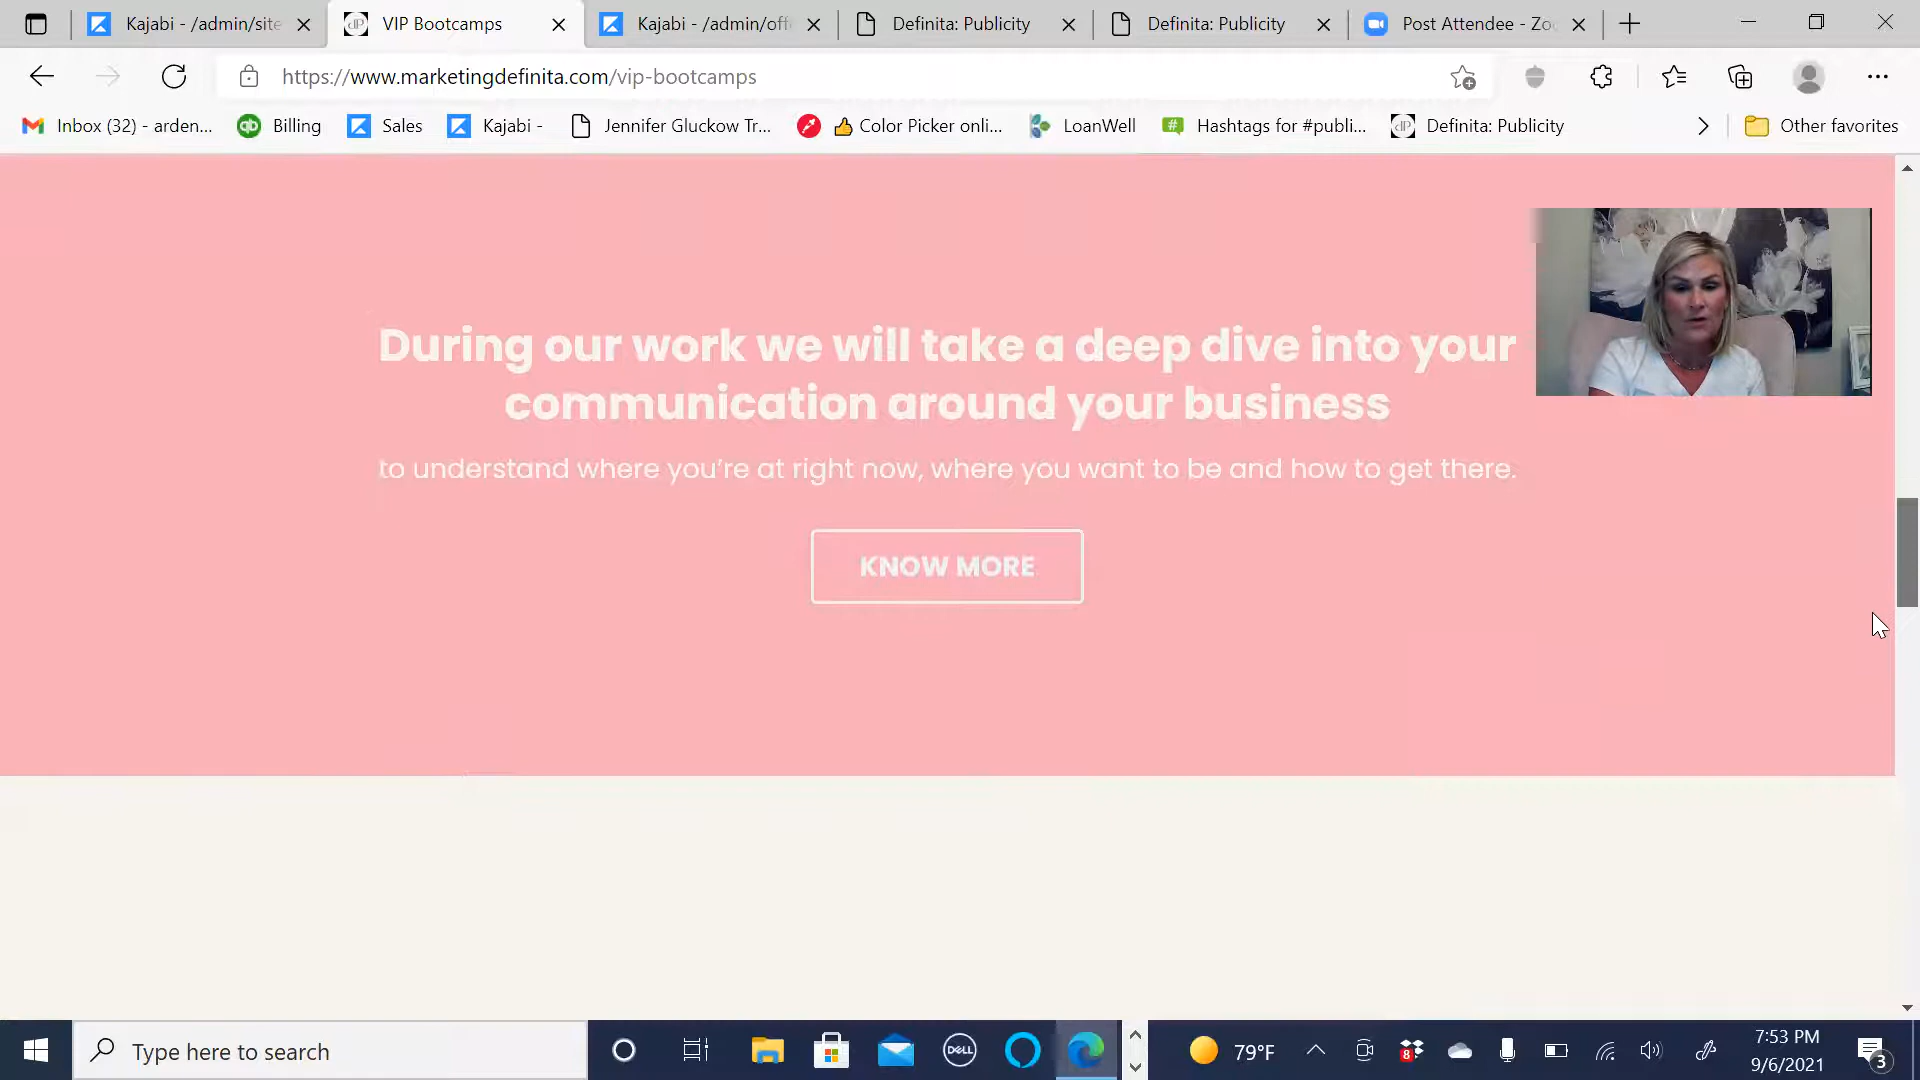 Kajabi - /admin/site
VIP Bootcamps
Kajabi - /admin/off
Definita: Publicity
Definita: Publicity
Post Attendee - Zoo
https://www.marketingdefinita.com/vip-bootcamps
Inbox (32) - arden...
Billing
Sales
Kajabi -
Jennifer Gluckow Tr...
Color Picker onli...
LoanWell
Hashtags for #publi...
Definita: Publicity
Other favorites
During our work we will take a deep dive into your
communication around your business
to understand where you're at right now, where you want to be and how to get there.
KNOW MORE
Type here to search
DELL
79°F
8
7:53 PM
9/6/2021
3